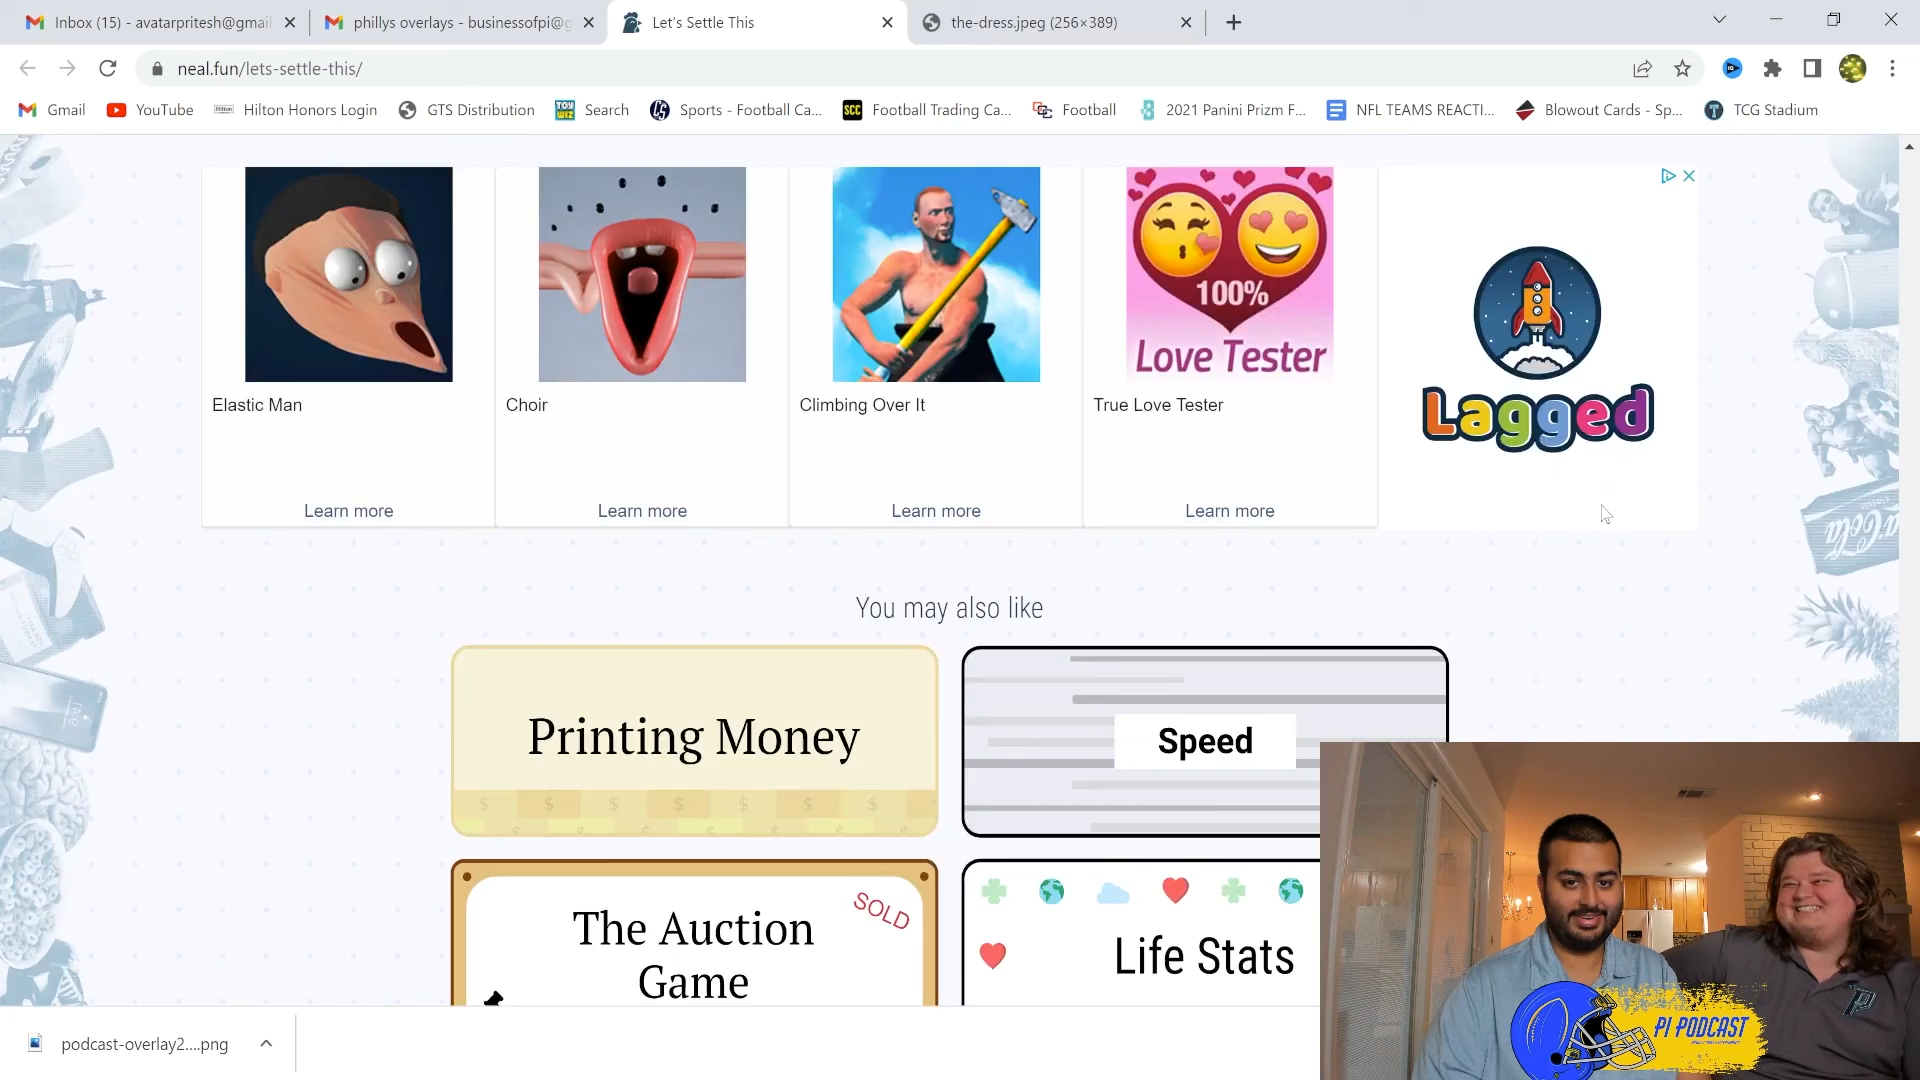 Inbox (15) - avatarpritesh@gmail
phillys overlays - businessofpi@g
Let's Settle This
the-dress.jpeg (256×389)
neal.fun/lets-settle-this/
Gmail
YouTube
Hilton Honors Login
GTS Distribution
Search
Sports - Football Ca...
Football Trading Ca...
Football
2021 Panini Prizm F...
NFL TEAMS REACTI...
Blowout Cards - Sp...
TCG Stadium
100%
Love Tester
Elastic Man
Choir
Climbing Over It
True Love Tester
Lagged
Learn more
Learn more
Learn more
Learn more
You may also like
Printing Money
Speed
The Auction
Game
SOLD
Life Stats
PI PODCAST
podcast-overlay2....png